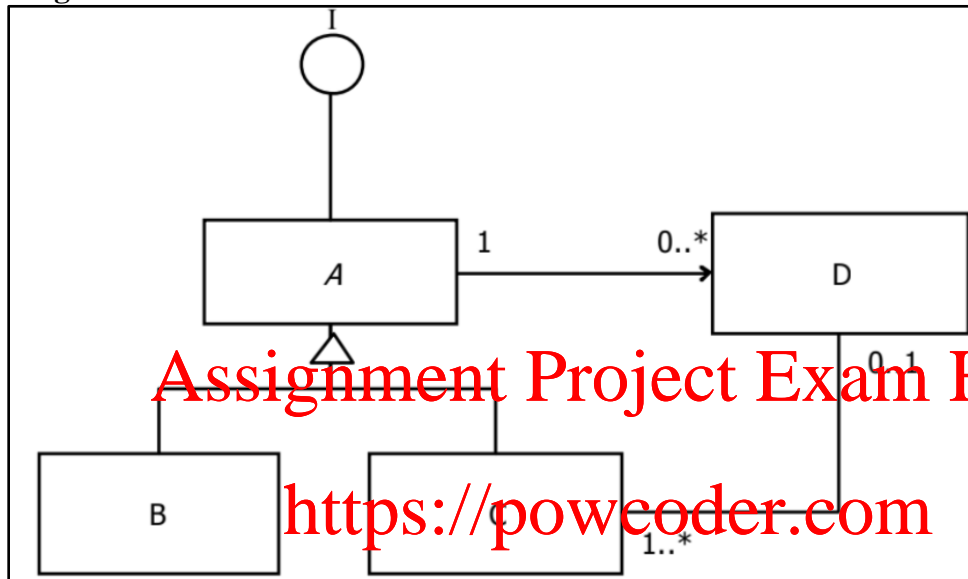 I
A
1
0..*
D
0..1
Assignment Project Exam
B
C
https://powcoder.com
1..*